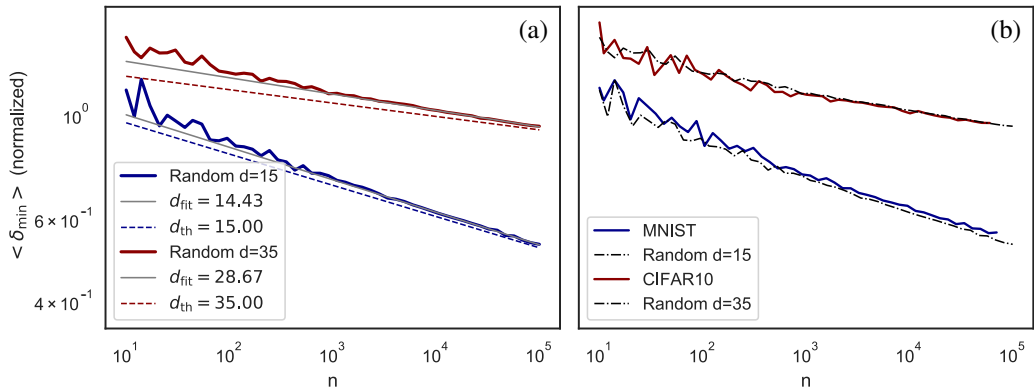 (a)
(b)
< δ_min > (normalized)
10^0
6 × 10^-1
4 × 10^-1
Random d=15
d_fit = 14.43
d_th = 15.00
Random d=35
d_fit = 28.67
d_th = 35.00
MNIST
Random d=15
CIFAR10
Random d=35
10^1 10^2 10^3 10^4 10^5
10^1 10^2 10^3 10^4 10^5
n
n